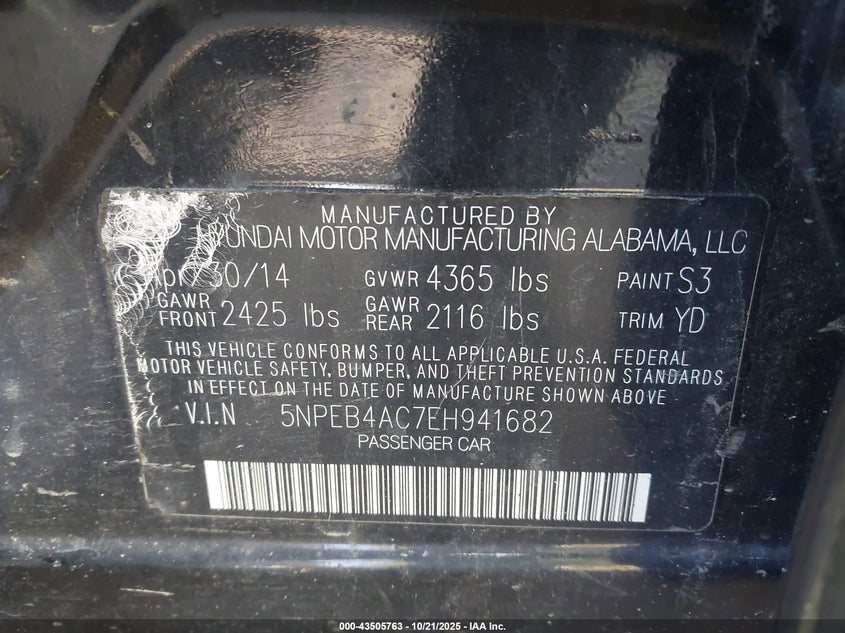 MANUFACTURED BY
HYUNDAI MOTOR MANUFACTURING ALABAMA, LLC
Apr/30/14 GVWR 4365 lbs PAINT S3
GAWR FRONT 2425 lbs GAWR REAR 2116 lbs TRIM YD
THIS VEHICLE CONFORMS TO ALL APPLICABLE U.S.A. FEDERAL
MOTOR VEHICLE SAFETY, BUMPER, AND THEFT PREVENTION STANDARDS
IN EFFECT ON THE DATE OF MANUFACTURE SHOWN ABOVE
V.I.N 5NPEB4AC7EH941682
PASSENGER CAR
000-43505763 - 10/21/2025 - IAA Inc.